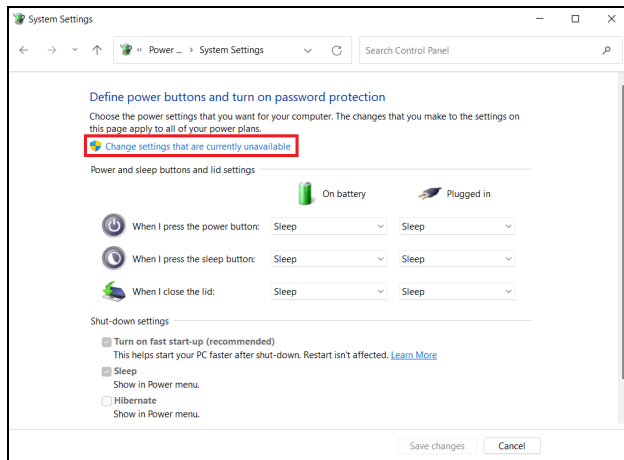 System Settings
« Power ... › System Settings
Search Control Panel
Define power buttons and turn on password protection
Choose the power settings that you want for your computer. The changes that you make to the settings on
this page apply to all of your power plans.
Change settings that are currently unavailable
Power and sleep buttons and lid settings
On battery Plugged in
When I press the power button: Sleep Sleep
When I press the sleep button: Sleep Sleep
When I close the lid: Sleep Sleep
Shut-down settings
Turn on fast start-up (recommended)
This helps start your PC faster after shut-down. Restart isn't affected. Learn More
Sleep
Show in Power menu.
Hibernate
Show in Power menu.
Save changes Cancel